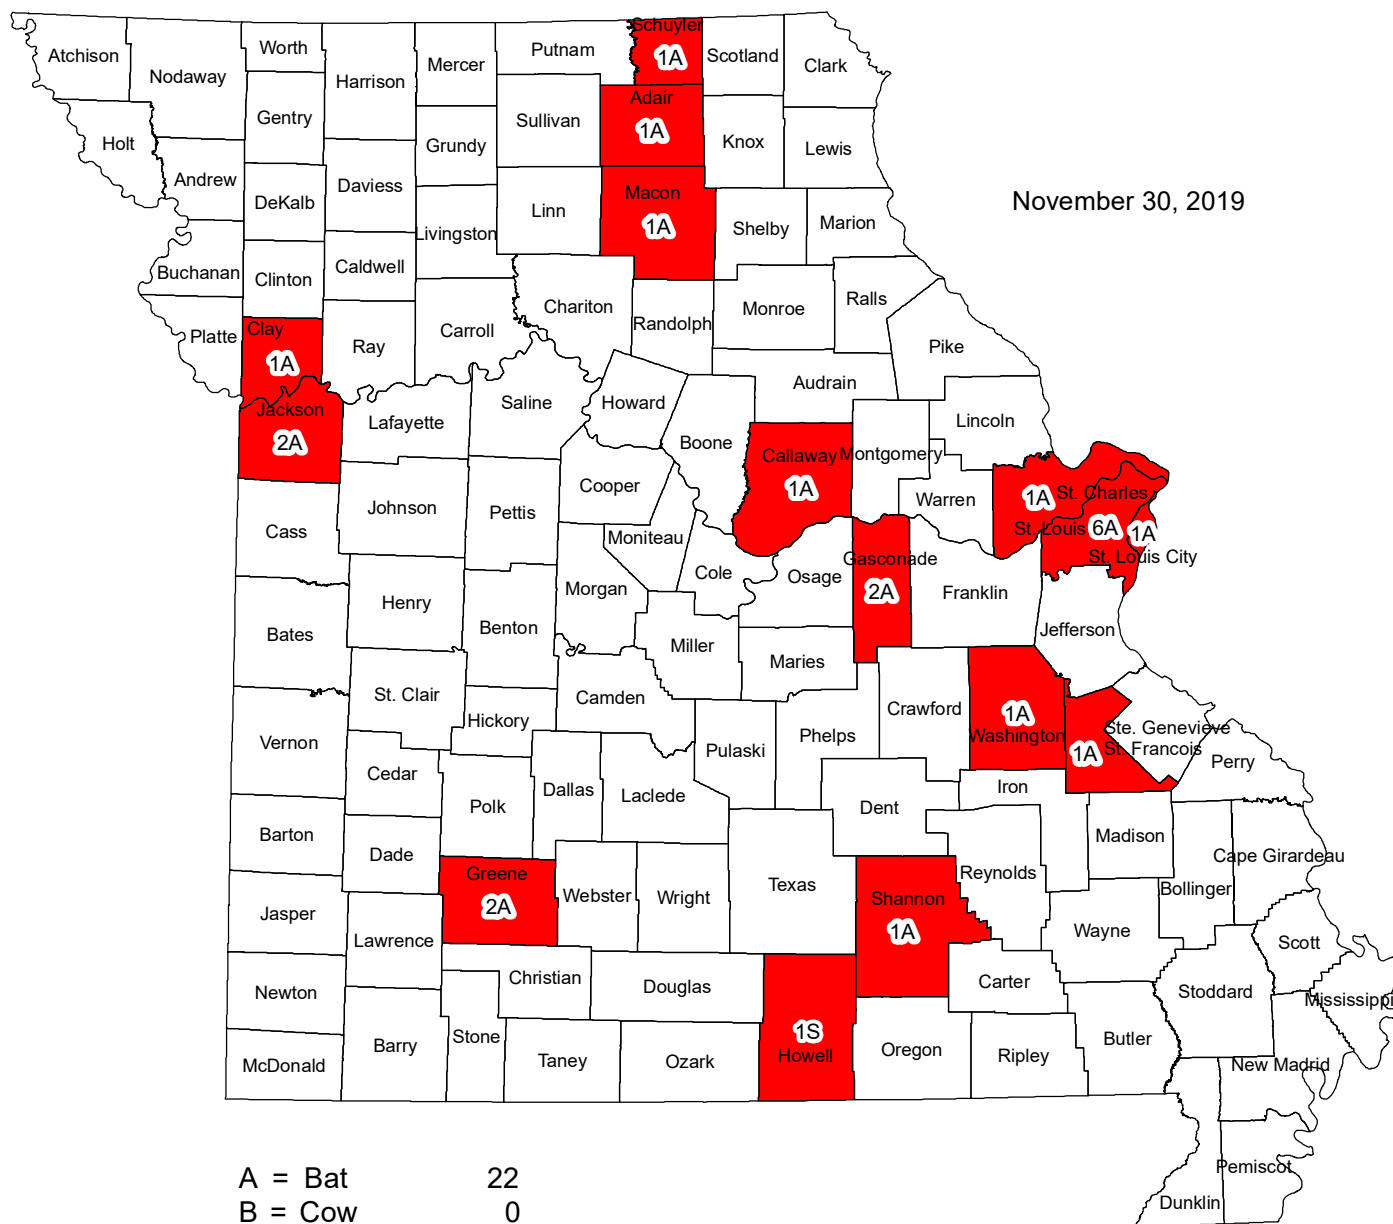 Schuyler
Atchison
Worth
Putnam
1A
Scotland
Nodaway
Harrison
Mercer
Clark
Gentry
Adair
Sullivan
1A
Holt
Grundy
Knox
Lewis
Andrew
Daviess
DeKalb
Macon
November 30, 2019
Linn
1A
Shelby
Marion
Livingston
Buchanan
Clinton
Caldwell
Chariton
Monroe
Ralls
Platte
Clay
Ray
Carroll
Randolph
Pike
1A
Audrain
Jackson
Lafayette
Saline
Howard
Lincoln
2A
Boone
Callaway
Montgomery
Cooper
1A
Warren
1A
St. Charles
Johnson
Pettis
Cass
Moniteau
St. Louis
6A
1A
Gasconade
St. Louis City
Cole
Osage
Morgan
2A
Franklin
Henry
Bates
Benton
Miller
Jefferson
Maries
St. Clair
Camden
Crawford
1A
Hickory
Ste. Genevieve
Vernon
Pulaski
Phelps
Washington
1A
St. Francois
Cedar
Perry
Polk
Dallas
Laclede
Iron
Dent
Barton
Madison
Dade
Cape Girardeau
Greene
Reynolds
Texas
Bollinger
2A
Webster
Wright
Shannon
Jasper
1A
Wayne
Lawrence
Scott
Christian
Carter
Newton
Douglas
Stoddard
Mississippi
1S
Stone
Barry
Howell
Oregon
Ripley
Butler
McDonald
Taney
Ozark
New Madrid
Pemiscot
A = Bat 22
Dunklin
B = Cow 0